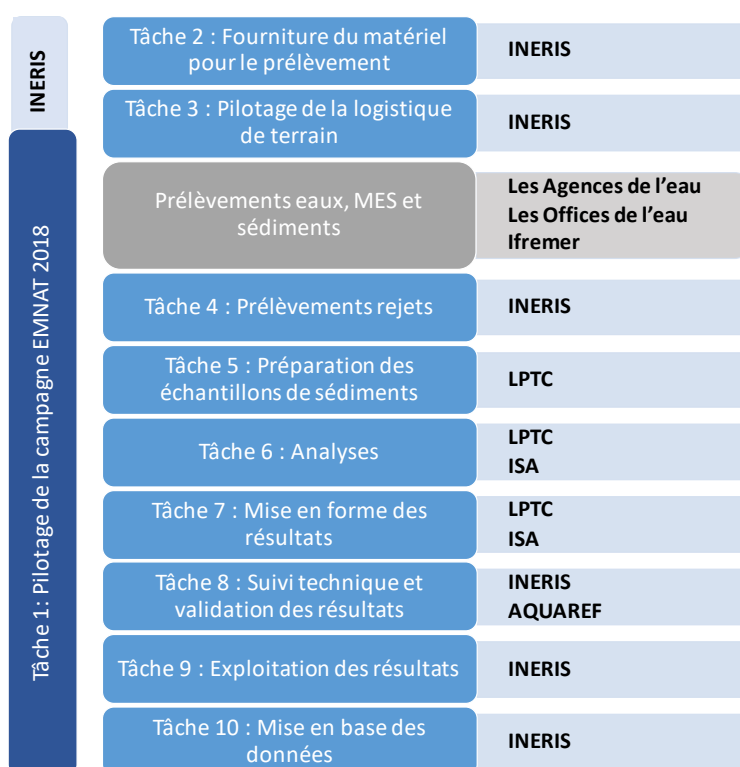 INERIS
Tâche 1: Pilotage de la campagne EMNAT 2018
Tâche 2 : Fourniture du matériel
pour le prélèvement
INERIS
Tâche 3 : Pilotage de la logistique
de terrain
INERIS
Prélèvements eaux, MES et
sédiments
Les Agences de l’eau
Les Offices de l’eau
Ifremer
Tâche 4 : Prélèvements rejets
INERIS
Tâche 5 : Préparation des
échantillons de sédiments
LPTC
Tâche 6 : Analyses
LPTC
ISA
Tâche 7 : Mise en forme des
résultats
LPTC
ISA
Tâche 8 : Suivi technique et
validation des résultats
INERIS
AQUAREF
Tâche 9 : Exploitation des résultats
INERIS
Tâche 10 : Mise en base des
données
INERIS